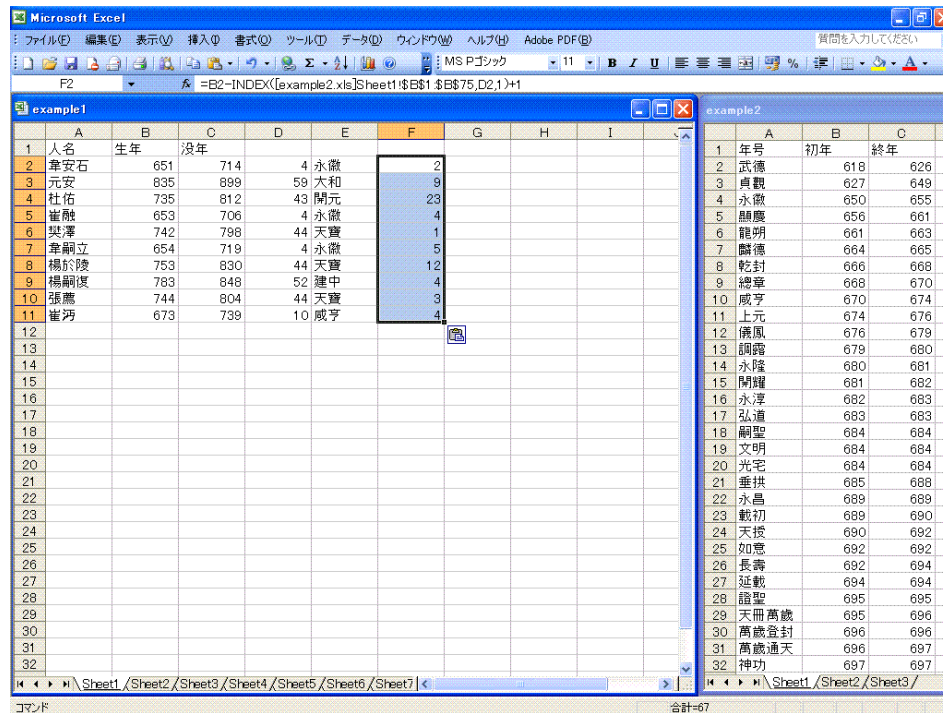 Microsoft Excel
ファイル(F) 編集(E) 表示(V) 挿入(I) 書式(O) ツール(T) データ(D) ウィンドウ(W) ヘルプ(H) Adobe PDF(B) 質問を入力してください
MS Pゴシック 11 B I U
F2 fx =B2-INDEX([example2.xls]Sheet1!$B$1:$B$75,D2,1)+1
example1
A B C D E F G H I
1 人名 生年 没年
2 韋安石 651 714 4 永徽 2
3 元安 835 899 59 大和 9
4 杜佑 735 812 43 開元 23
5 崔融 653 706 4 永徽 4
6 樊澤 742 798 44 天寶 1
7 韋嗣立 654 719 4 永徽 5
8 楊於陵 753 830 44 天寶 12
9 楊嗣復 783 848 52 建中 4
10 張薦 744 804 44 天寶 3
11 崔沔 673 739 10 咸亨 4
12
13
14
15
16
17
18
19
20
21
22
23
24
25
26
27
28
29
30
31
32
Sheet1 Sheet2 Sheet3 Sheet4 Sheet5 Sheet6 Sheet7
example2
A B C
1 年号 初年 終年
2 武德 618 626
3 貞觀 627 649
4 永徽 650 655
5 顯慶 656 661
6 龍朔 661 663
7 麟德 664 665
8 乾封 666 668
9 總章 668 670
10 咸亨 670 674
11 上元 674 676
12 儀鳳 676 679
13 調露 679 680
14 永隆 680 681
15 開耀 681 682
16 永淳 682 683
17 弘道 683 683
18 嗣聖 684 684
19 文明 684 684
20 光宅 684 684
21 垂拱 685 688
22 永昌 689 689
23 載初 689 690
24 天授 690 692
25 如意 692 692
26 長壽 692 694
27 延載 694 694
28 證聖 695 695
29 天冊萬歲 695 696
30 萬歲登封 696 696
31 萬歲通天 696 697
32 神功 697 697
Sheet1 Sheet2 Sheet3
コマンド 合計=67